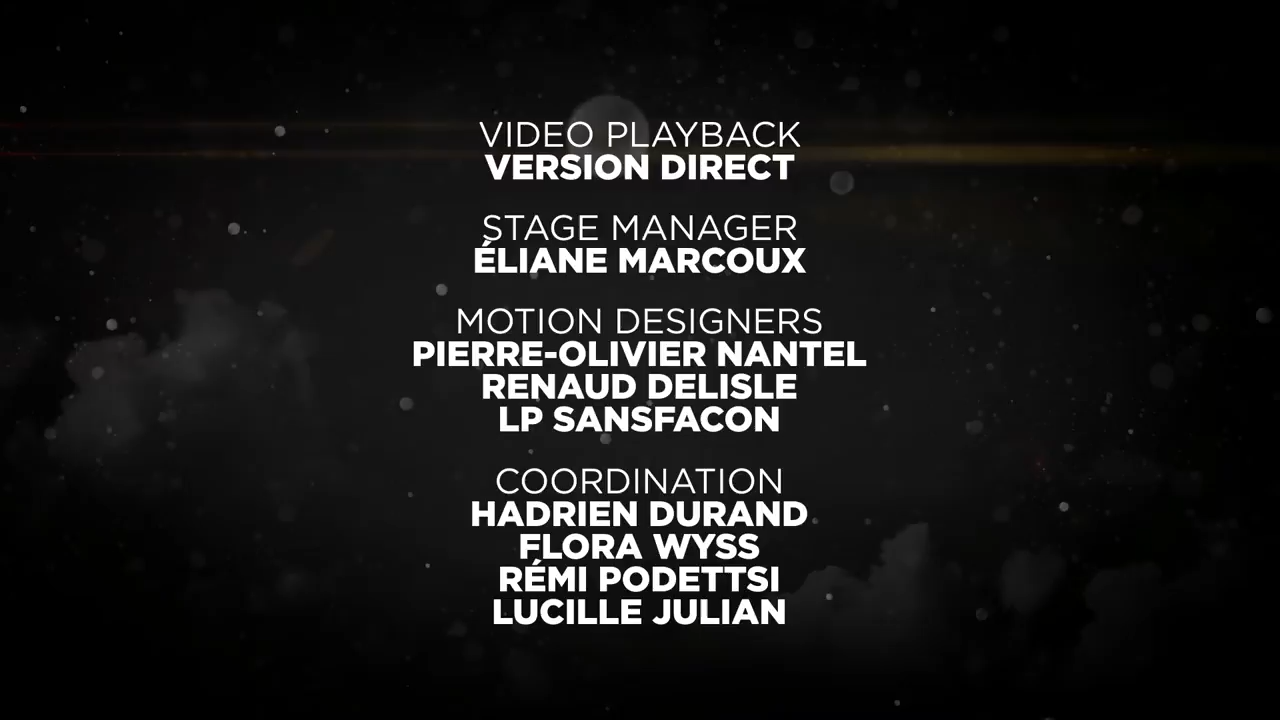 VIDEO PLAYBACK
VERSION DIRECT
STAGE MANAGER
ÉLIANE MARCOUX
MOTION DESIGNERS
PIERRE-OLIVIER NANTEL
RENAUD DELISLE
LP SANSFACON
COORDINATION
HADRIEN DURAND
FLORA WYSS
RÉMI PODETTSI
LUCILLE JULIAN